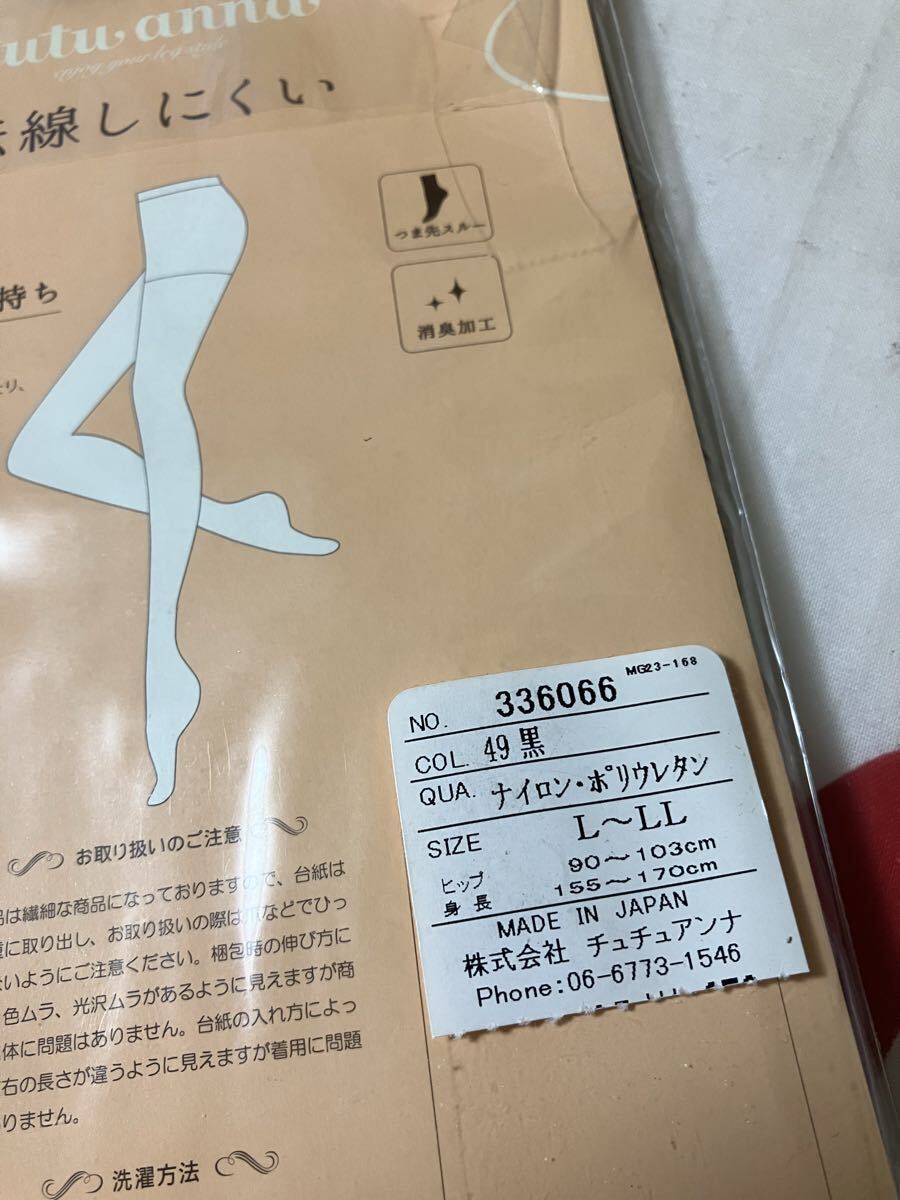 tutu anna
線しにくい
つま先スルー
持ち
消臭加工
MG23-168
NO. 336066
COL. 49 黒
QUA. ナイロン・ポリウレタン
SIZE L～LL
ヒップ 90～103cm
身長 155～170cm
MADE IN JAPAN
株式会社 チュチュアンナ
Phone:06-6773-1546
お取り扱いのご注意
は繊細な商品になっておりますので、台紙は
に取り出し、お取り扱いの際は爪などでひっ
ないようにご注意ください。梱包時の伸び方に
色ムラ、光沢ムラがあるように見えますが商
体に問題はありません。台紙の入れ方によっ
右の長さが違うように見えますが着用に問題
りません。
洗濯方法